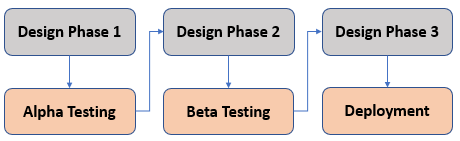 Design Phase 1
Design Phase 2
Design Phase 3
Alpha Testing
Beta Testing
Deployment